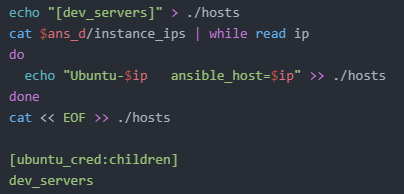 echo "[dev_servers]" > ./hosts
cat $ans_d/instance_ips | while read ip
do
  echo "Ubuntu-$ip   ansible_host=$ip" >> ./hosts
done
cat << EOF >> ./hosts

[ubuntu_cred:children]
dev_servers